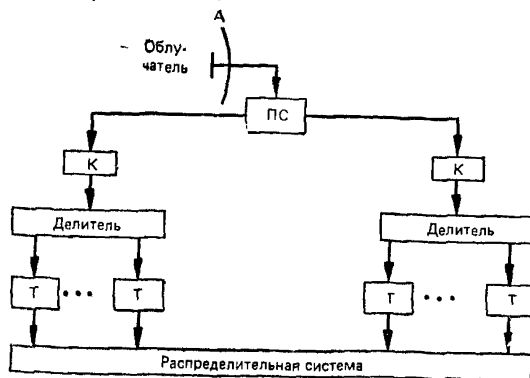 А
Облу-
чатель
ПС
К
К
Делитель
Делитель
Т ... Т
Т ... Т
Распределительная система